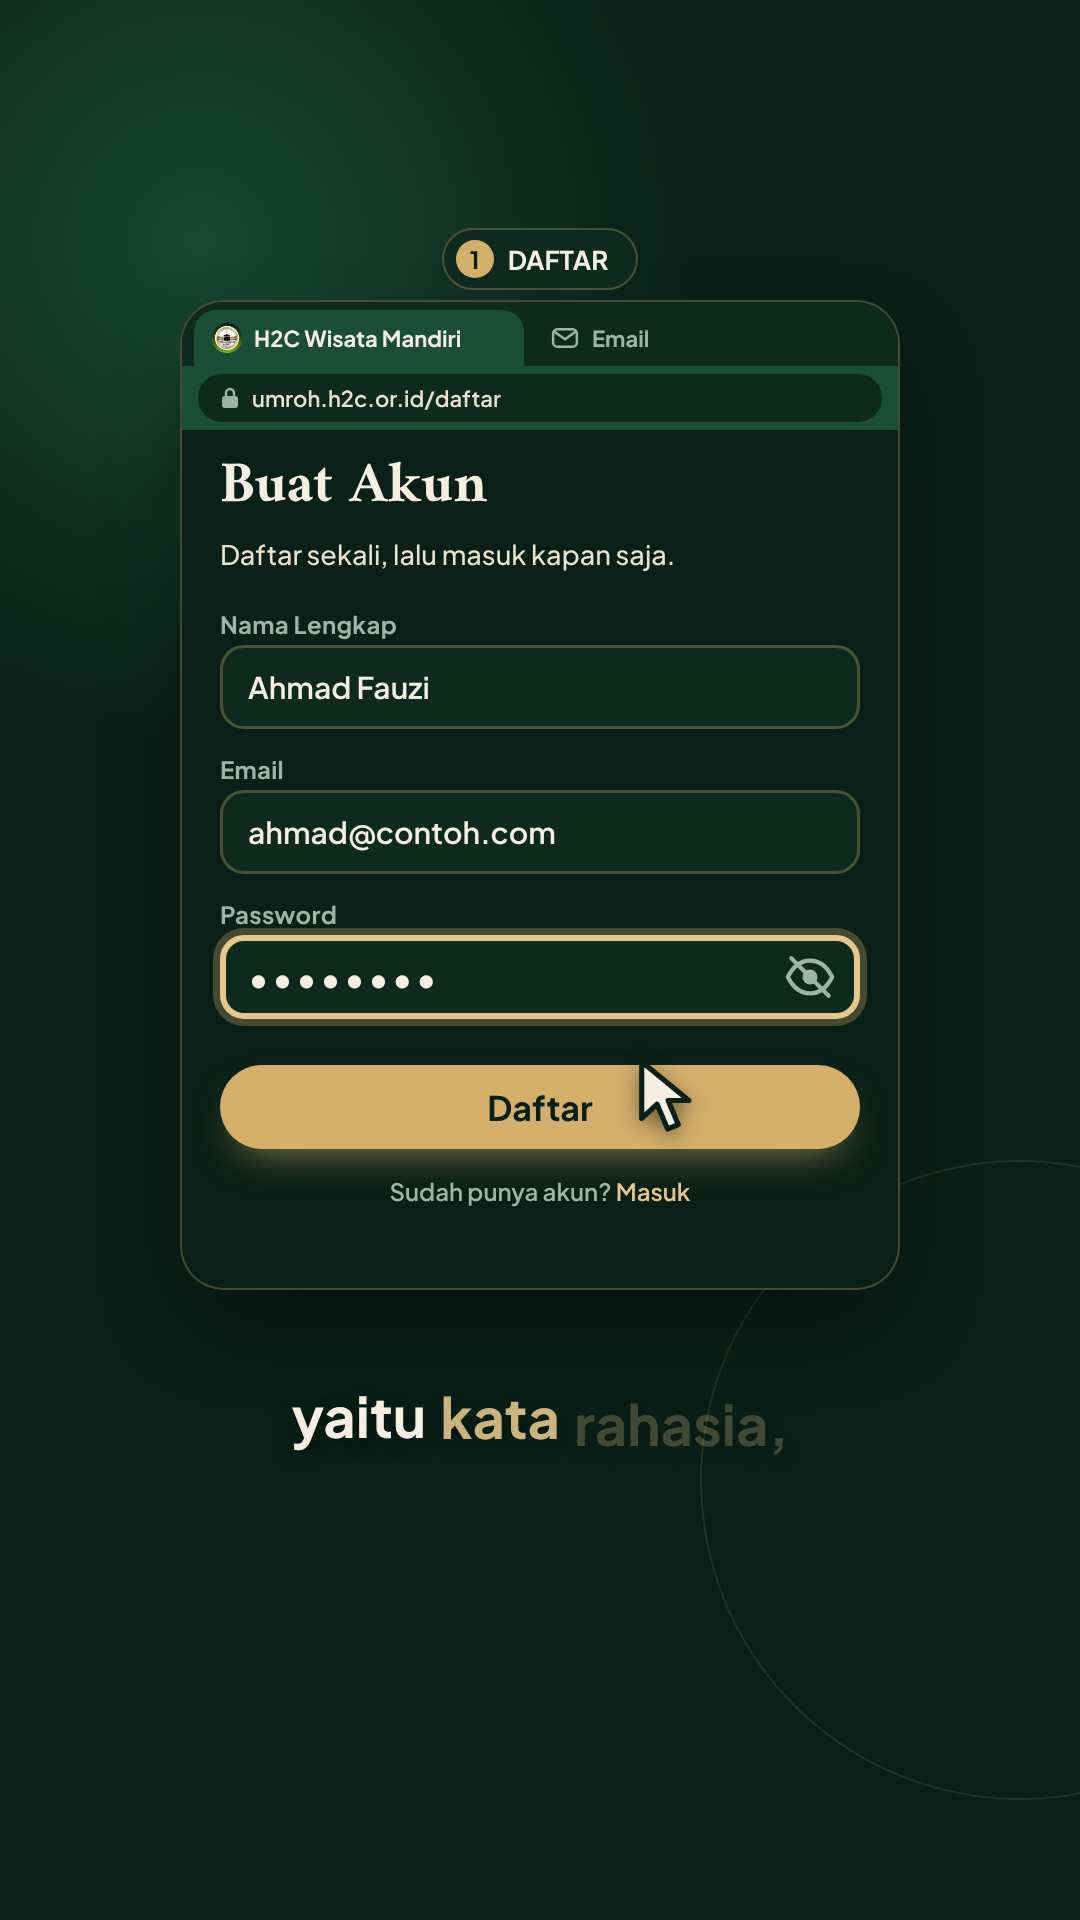 1 DAFTAR
H2C Wisata Mandiri
Email
umroh.h2c.or.id/daftar
Buat Akun
Daftar sekali, lalu masuk kapan saja.
Nama Lengkap
Ahmad Fauzi
Email
ahmad@contoh.com
Password
••••••••
Daftar
Sudah punya akun? Masuk
yaitu kata rahasia,